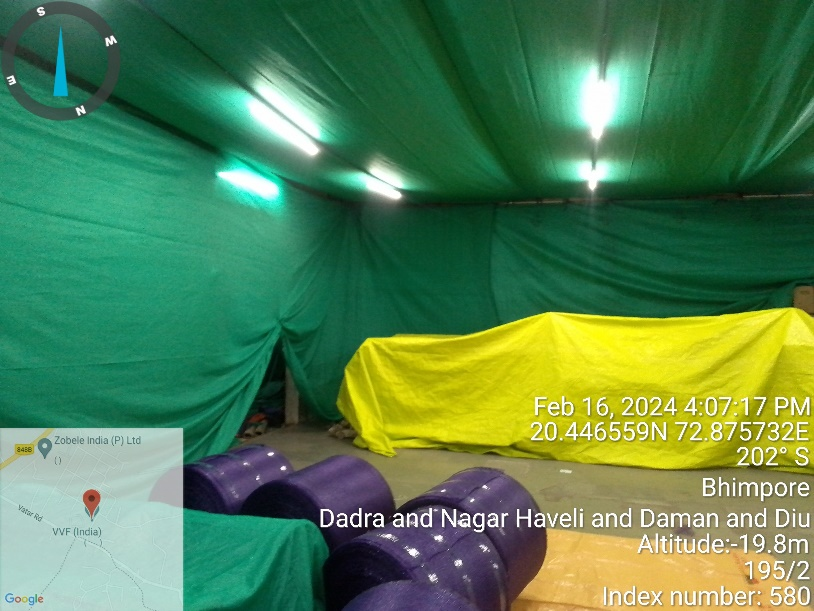 S
W
E
N
Feb 16, 2024 4:07:17 PM
20.446559N 72.875732E
202° S
Bhimpore
Dadra and Nagar Haveli and Daman and Diu
Altitude:-19.8m
195/2
Index number: 580
Zobele India (P) Ltd
848B
( )
Vatar Rd
VVF (India)
Google